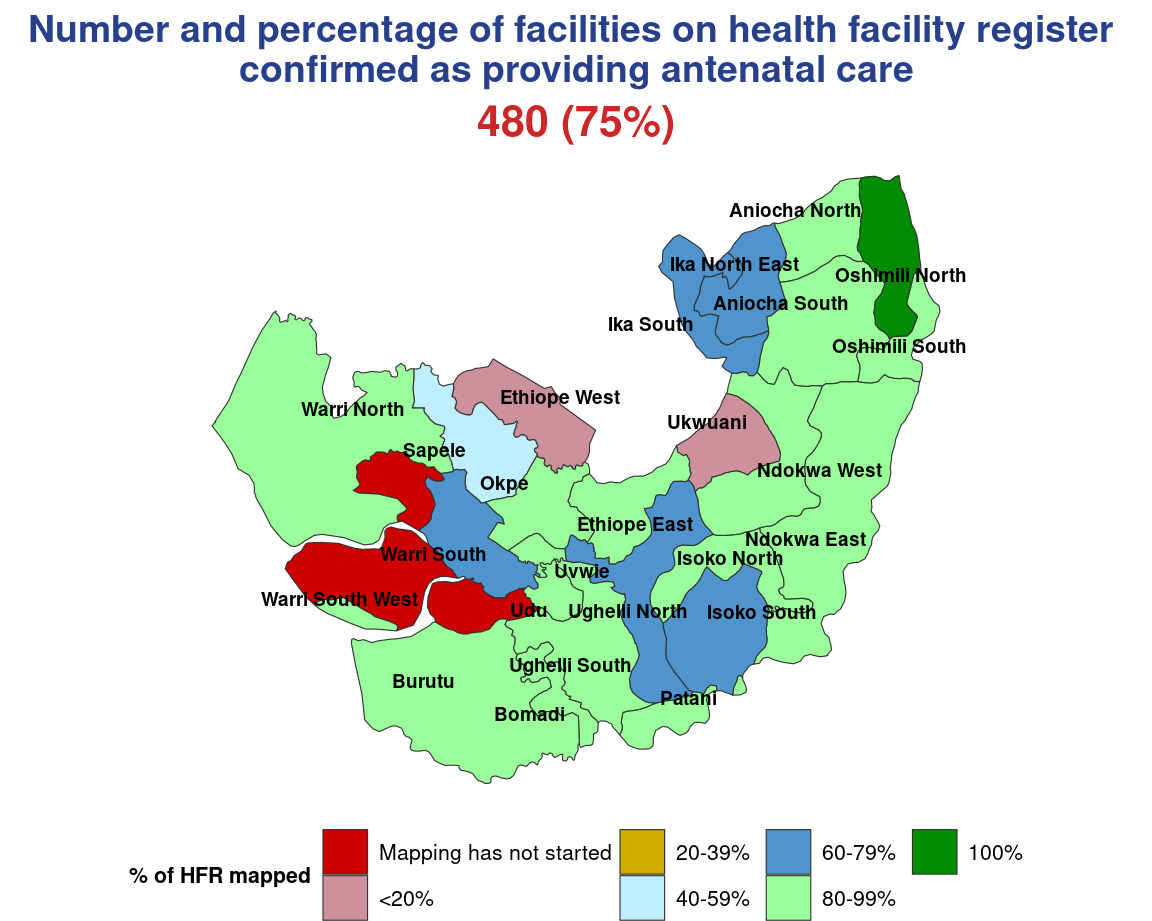 Number and percentage of facilities on health facility register
confirmed as providing antenatal care
480 (75%)
Aniocha North
Ika North East
Oshimili North
Aniocha South
Ika South
Oshimili South
Ethiope West
Warri North
Ukwuani
Sapele
Ndokwa West
Okpe
Ethiope East
Ndokwa East
Warri South
Isoko North
Uvwie
Warri South West
Udu
Ughelli North
Isoko South
Ughelli South
Burutu
Patani
Bomadi
% of HFR mapped
Mapping has not started
20-39%
60-79%
100%
<20%
40-59%
80-99%